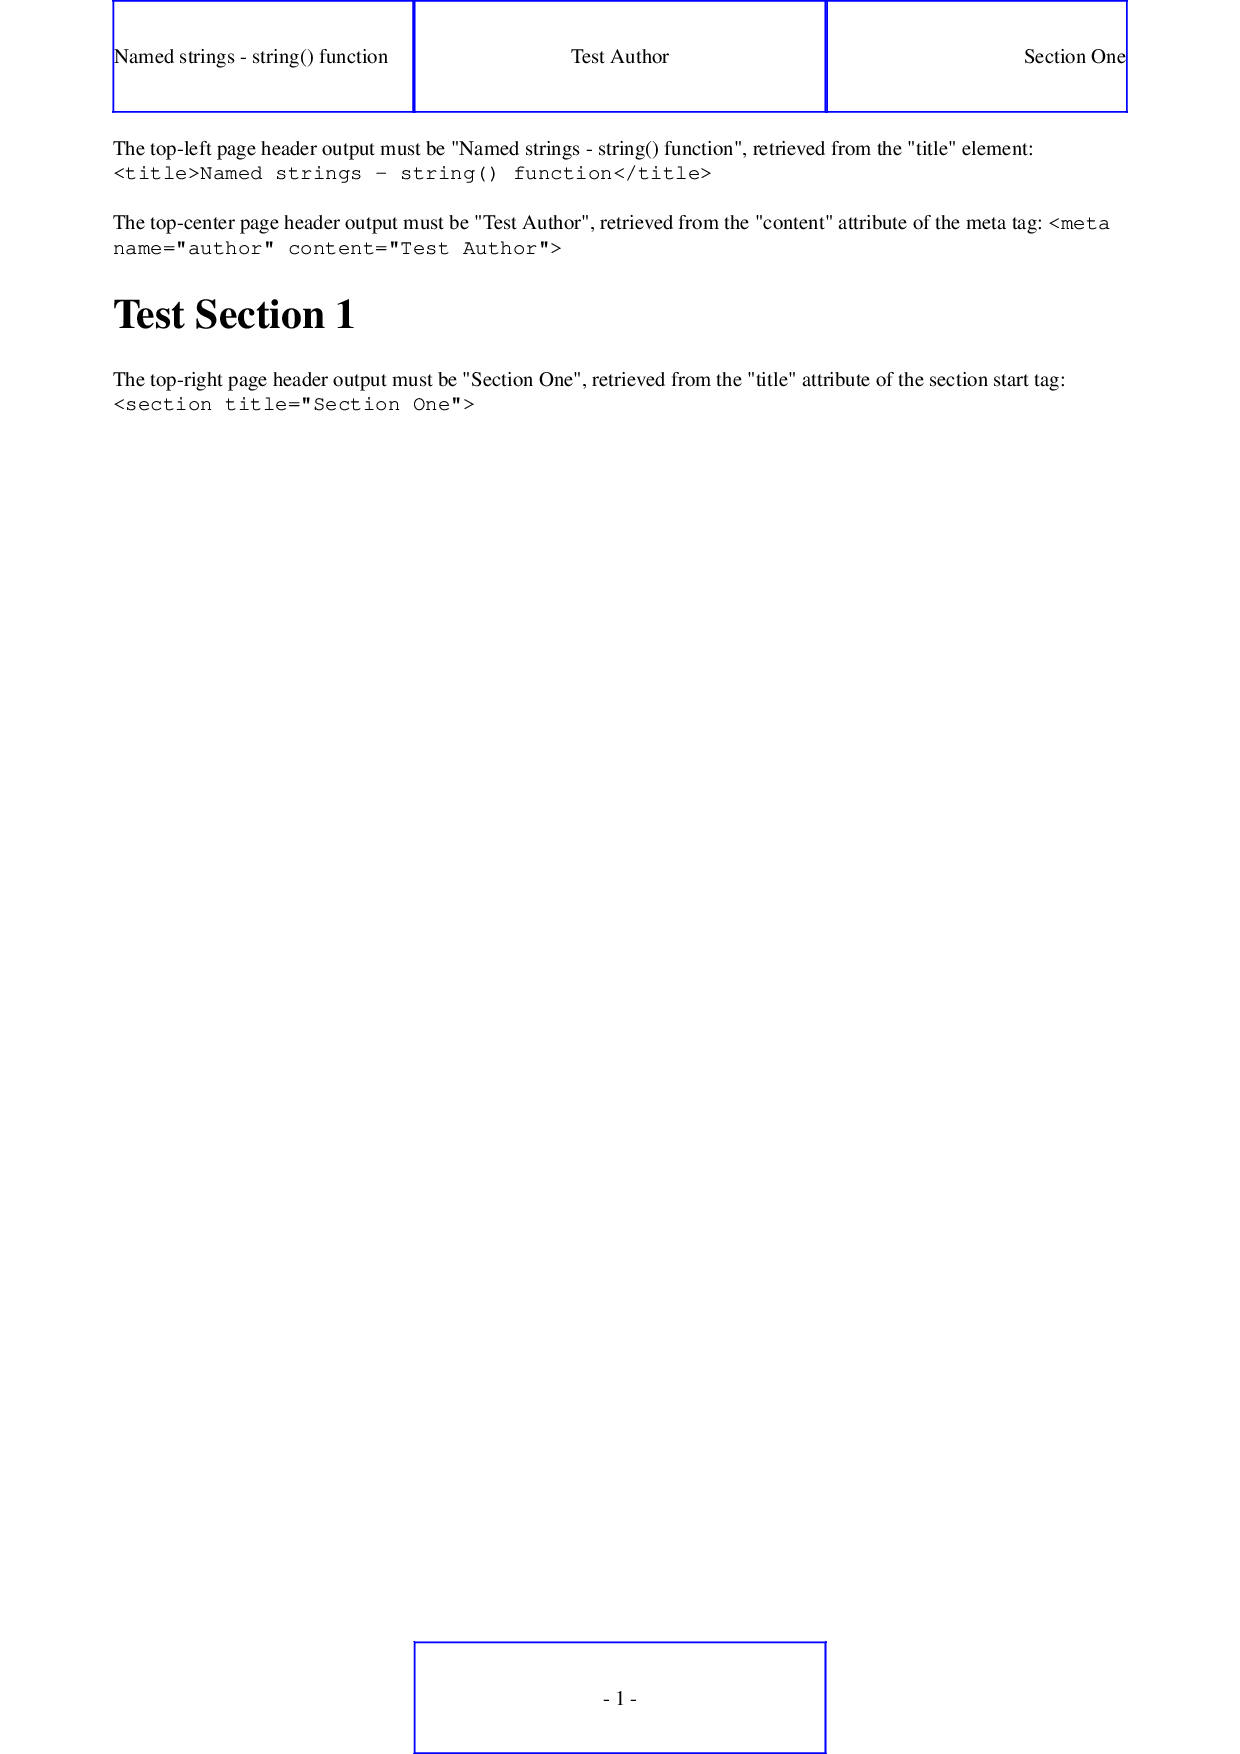 Named strings - string() function
Test Author
Section One
The top-left page header output must be "Named strings - string() function", retrieved from the "title" element:
<title>Named strings - string() function</title>
The top-center page header output must be "Test Author", retrieved from the "content" attribute of the meta tag: <meta
name="author" content="Test Author">
Test Section 1
The top-right page header output must be "Section One", retrieved from the "title" attribute of the section start tag:
<section title="Section One">
- 1 -